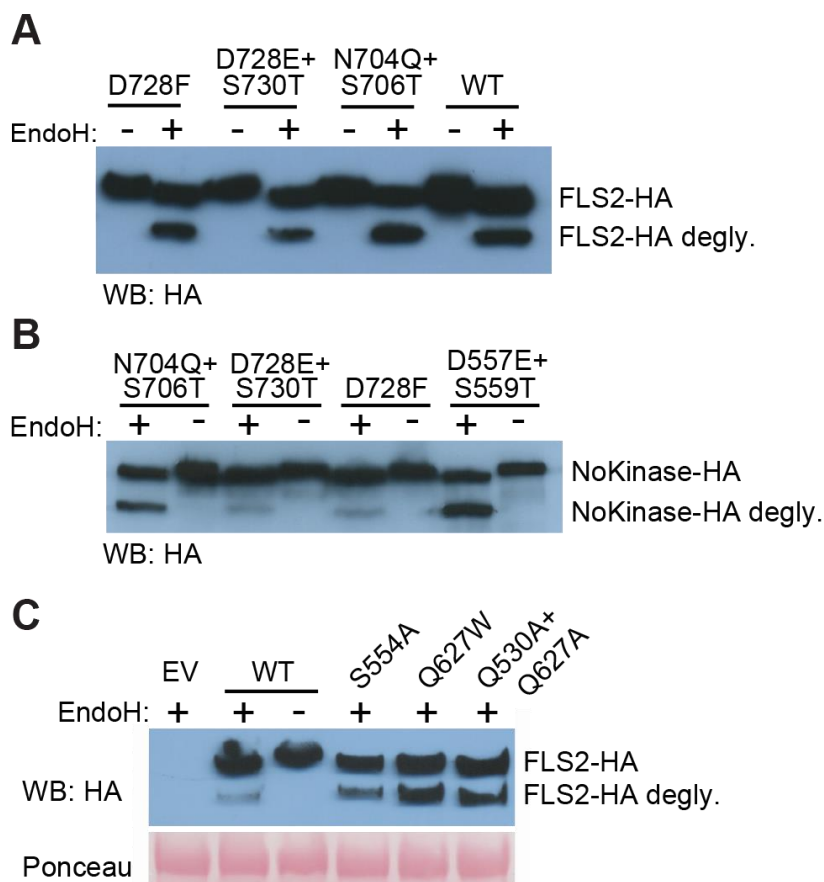 A
D728F D728E+ S730T N704Q+ S706T WT
EndoH: - + - + - + - +
FLS2-HA
FLS2-HA degly.
WB: HA
B
N704Q+ S706T D728E+ S730T D728F D557E+ S559T
EndoH: + - + - + - + -
NoKinase-HA
NoKinase-HA degly.
WB: HA
C
EV WT S554A Q627W Q530A+ Q627A
EndoH: + + - + + +
FLS2-HA
WB: HA FLS2-HA degly.
Ponceau